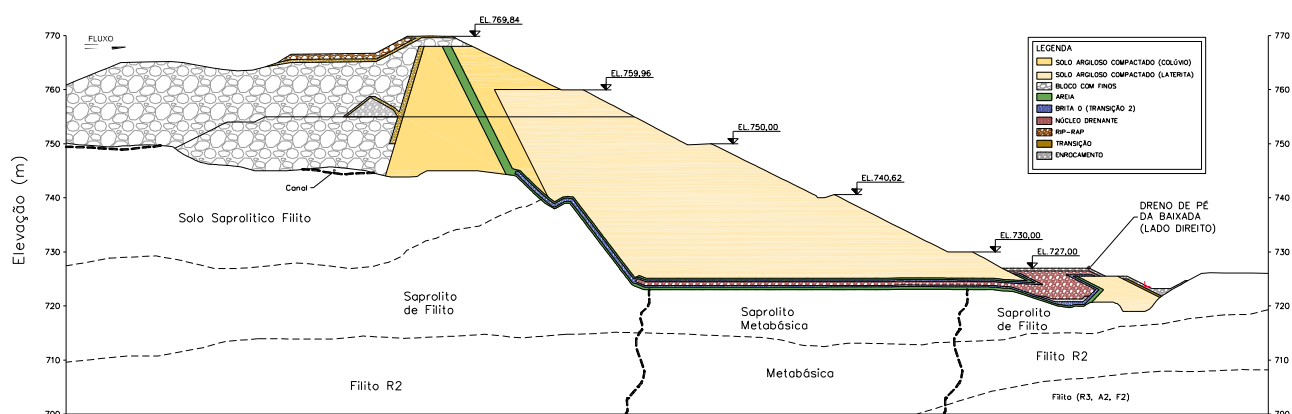 EL.769,84
770
FLUXO
770
LEGENDA
SOLO ARGILOSO COMPACTADO (COLÚVIO)
SOLO ARGILOSO COMPACTADO (LATERITA)
BLOCO COM FINOS
AREIA
BRITA 0 (TRANSIÇÃO 2)
NÚCLEO DRENANTE
RIP-RAP
TRANSIÇÃO
ENROCAMENTO
EL.759,96
760
760
EL.750,00
750
750
Canal
EL.740,62
740
740
Elevação (m)
Solo Saprolítico Filito
DRENO DE PÉ
DA BAIXADA
(LADO DIREITO)
EL.730,00
730
730
EL.727,00
Saprolito
de Filito
Saprolito
Metabásica
Saprolito
de Filito
720
720
Filito R2
710
710
Filito R2
Metabásica
Filito (R3, A2, F2)
700
700